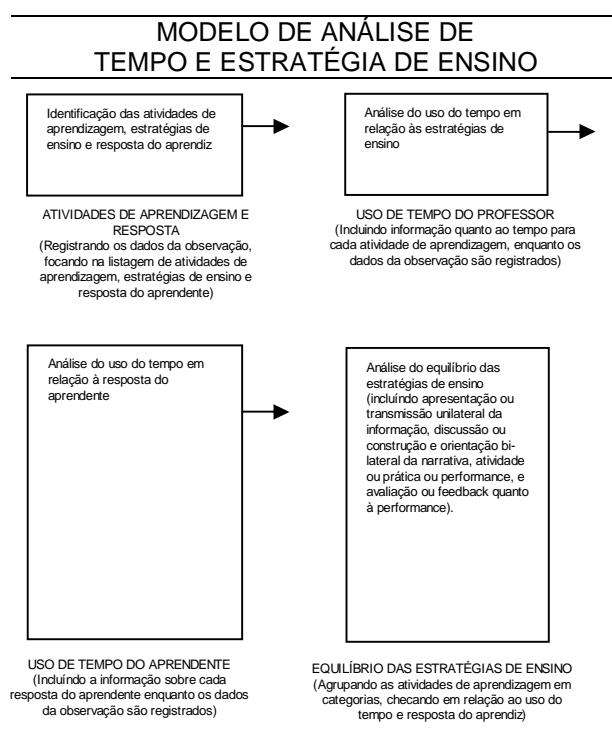 MODELO DE ANÁLISE DE
TEMPO E ESTRATÉGIA DE ENSINO
Identificação das atividades de
aprendizagem, estratégias de
ensino e resposta do aprendiz
ATIVIDADES DE APRENDIZAGEM E
RESPOSTA
(Registrando os dados da observação,
focando na listagem de atividades de
aprendizagem, estratégias de ensino e
resposta do aprendente)
Análise do uso do tempo em
relação às estratégias de
ensino
USO DE TEMPO DO PROFESSOR
(Incluindo informação quanto ao tempo para
cada atividade de aprendizagem, enquanto os
dados da observação são registrados)
Análise do uso do tempo em
relação à resposta do
aprendente
USO DE TEMPO DO APRENDENTE
(Incluíndo a informação sobre cada
resposta do aprendente enquanto os dados
da observação são registrados)
Análise do equilíbrio das
estratégias de ensino
(incluíndo apresentação ou
transmissão unilateral da
informação, discussão ou
construção e orientação bi-
lateral da narrativa, atividade
ou prática ou performance, e
avaliação ou feedback quanto
à performance).
EQUILÍBRIO DAS ESTRATÉGIAS DE ENSINO
(Agrupando as atividades de aprendizagem em
categorias, checando em relação ao uso do
tempo e resposta do aprendiz)